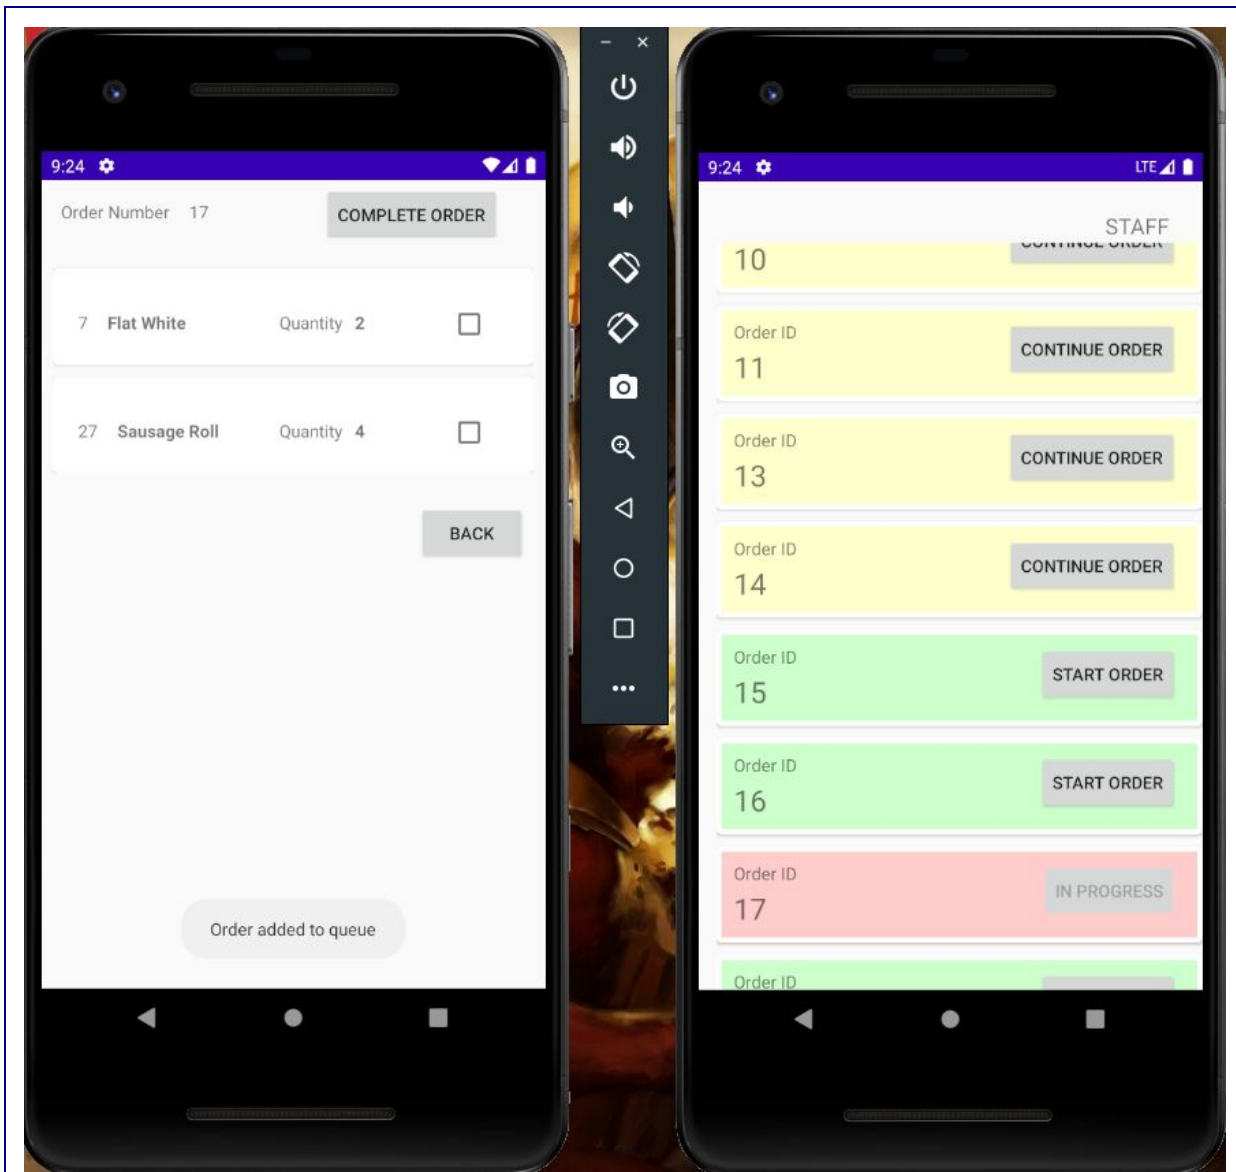 9:24
Order Number 17 COMPLETE ORDER
7 Flat White Quantity 2
27 Sausage Roll Quantity 4
BACK
Order added to queue
9:24 LTE
STAFF
10 CONTINUE ORDER
Order ID
11 CONTINUE ORDER
Order ID
13 CONTINUE ORDER
Order ID
14 CONTINUE ORDER
Order ID
15 START ORDER
Order ID
16 START ORDER
Order ID
17 IN PROGRESS
Order ID